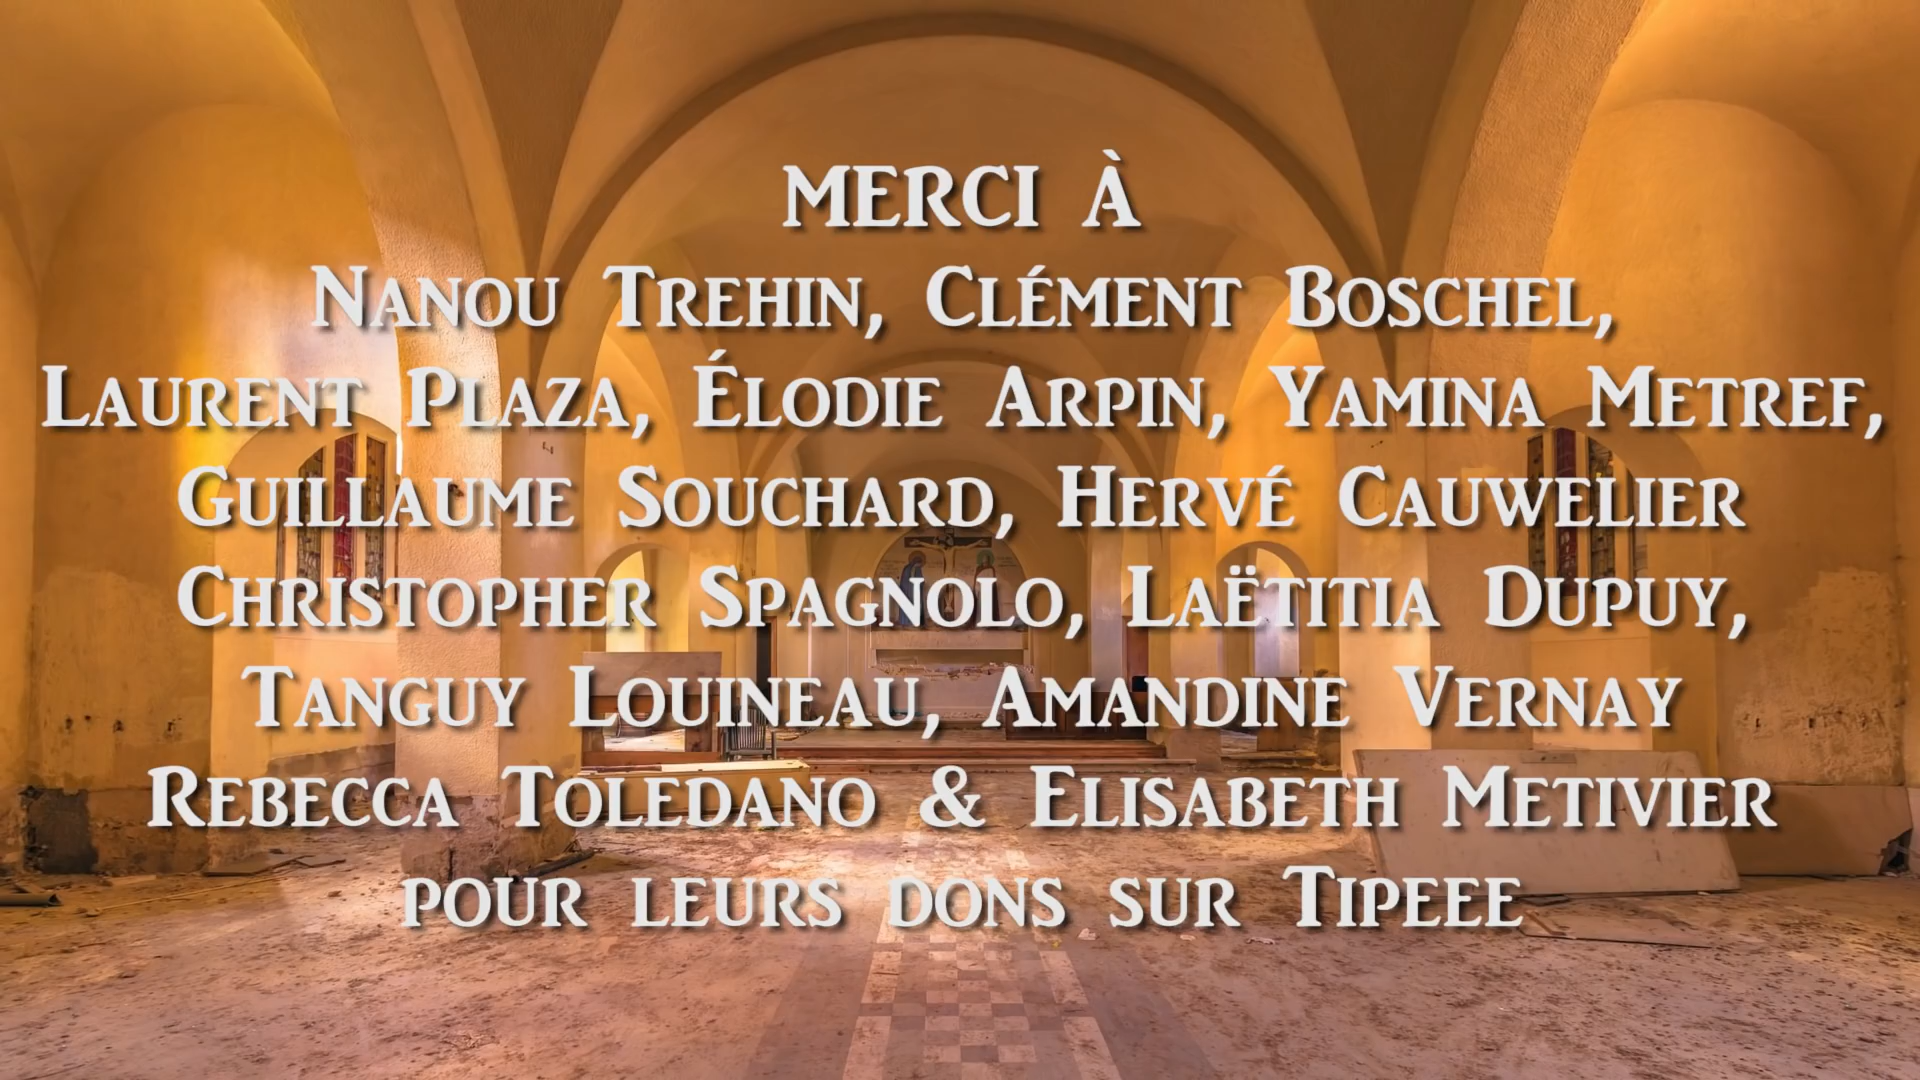 MERCI À
Nanou Trehin, Clément Boschel,
Laurent Plaza, Élodie Arpin, Yamina Metref,
Guillaume Souchard, Hervé Cauwelier
Christopher Spagnolo, Laëtitia Dupuy,
Tanguy Louineau, Amandine Vernay
Rebecca Toledano & Elisabeth Metivier
pour leurs dons sur Tipeee